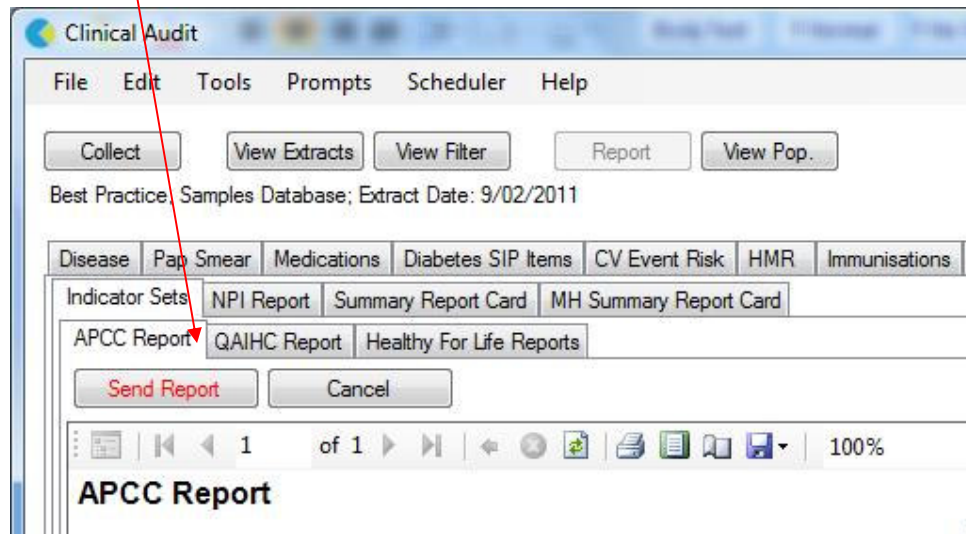 Clinical Audit
File Edit Tools Prompts Scheduler Help
Collect View Extracts View Filter Report View Pop.
Best Practice, Samples Database; Extract Date: 9/02/2011
Disease Pap Smear Medications Diabetes SIP Items CV Event Risk HMR Immunisations
Indicator Sets NPI Report Summary Report Card MH Summary Report Card
APCC Report QAIHC Report Healthy For Life Reports
Send Report Cancel
1 of 1 100%
APCC Report